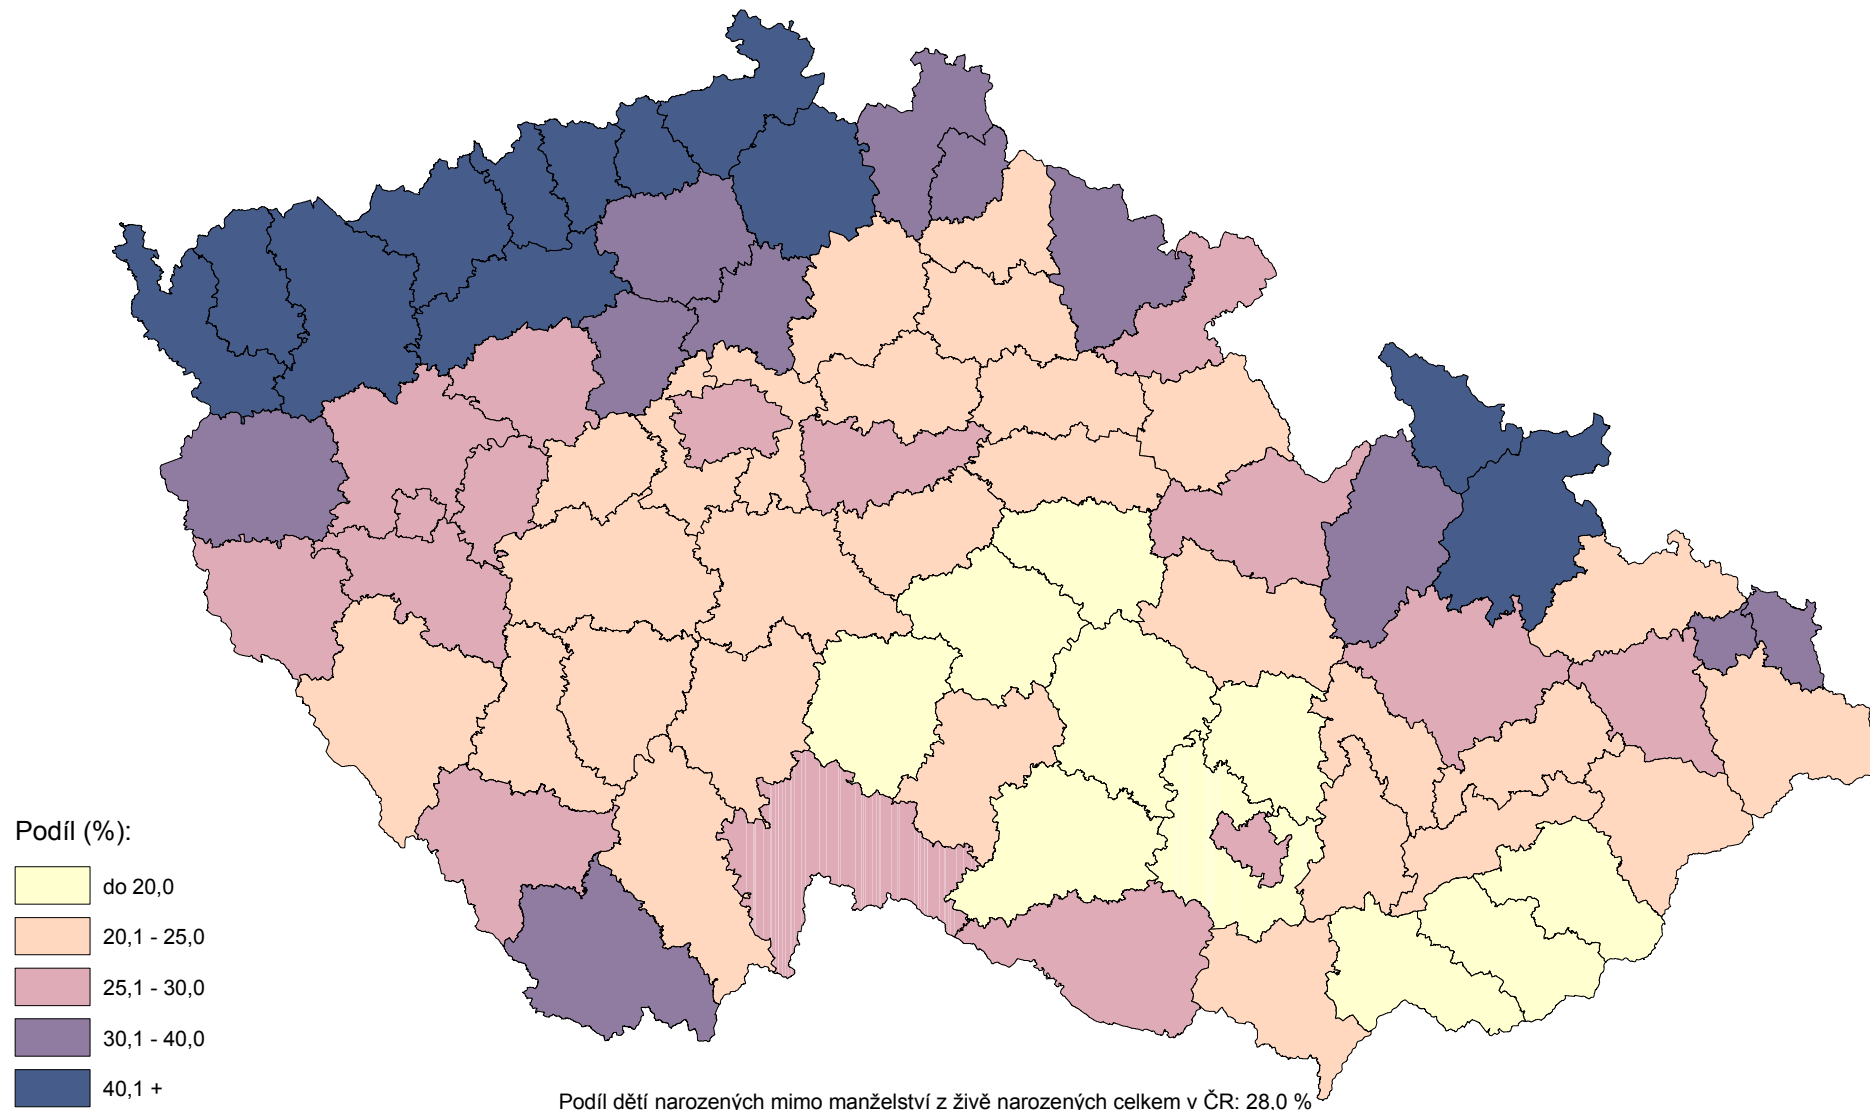 Podíl (%):
do 20,0
20,1 - 25,0
25,1 - 30,0
30,1 - 40,0
40,1 +
Podíl dětí narozených mimo manželství z živě narozených celkem v ČR: 28,0 %